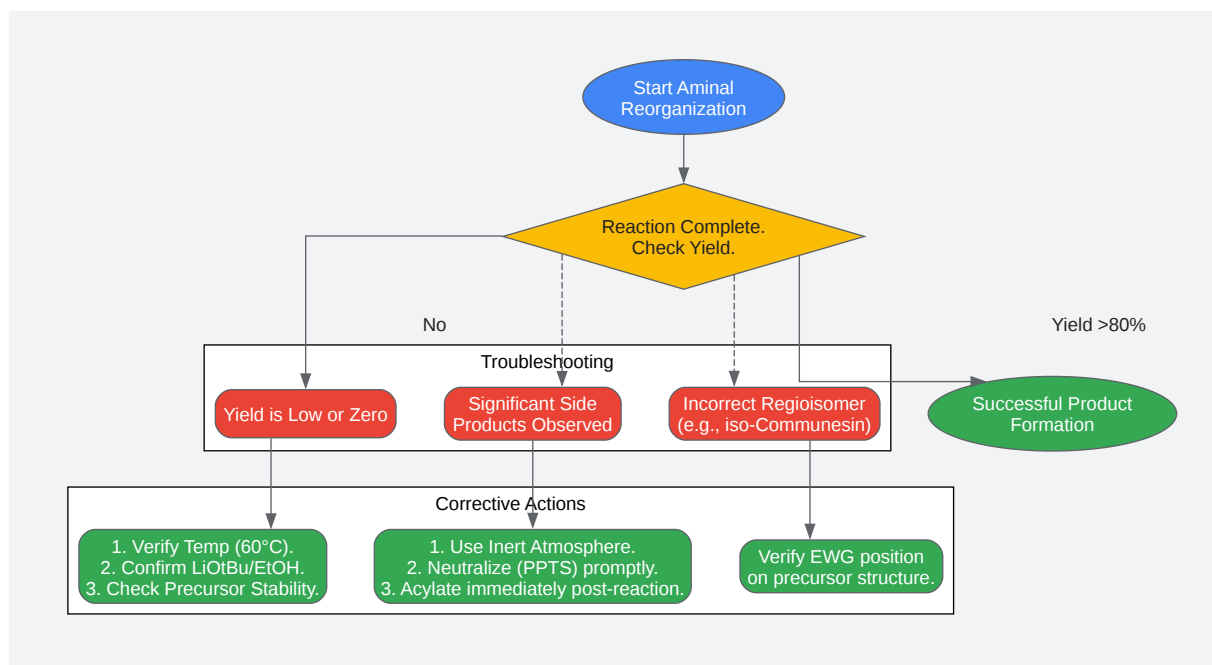 Start Aminal
Reorganization
Reaction Complete.
Check Yield.
No
Yield >80%
Troubleshooting
Yield is Low or Zero
Significant Side
Products Observed
Incorrect Regioisomer
(e.g., iso-Communesin)
Successful Product
Formation
Corrective Actions
1. Verify Temp (60°C).
2. Confirm LiOtBu/EtOH.
3. Check Precursor Stability.
1. Use Inert Atmosphere.
2. Neutralize (PPTS) promptly.
3. Acylate immediately post-reaction.
Verify EWG position
on precursor structure.